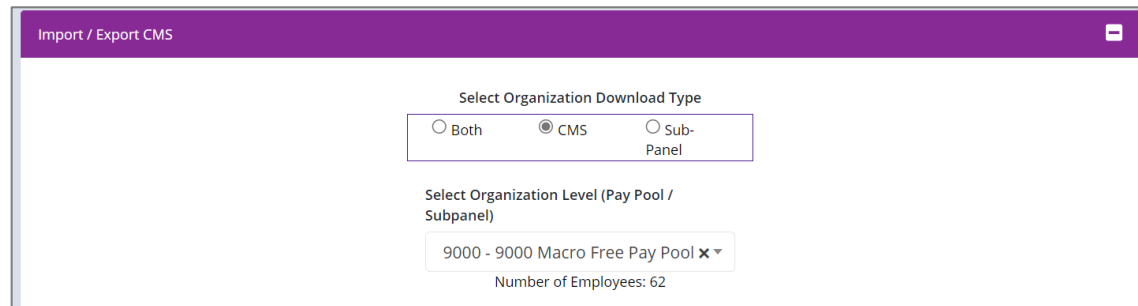 Import / Export CMS
Select Organization Download Type
Both CMS Sub-
Panel
Select Organization Level (Pay Pool /
Subpanel)
9000 - 9000 Macro Free Pay Pool ×
Number of Employees: 62